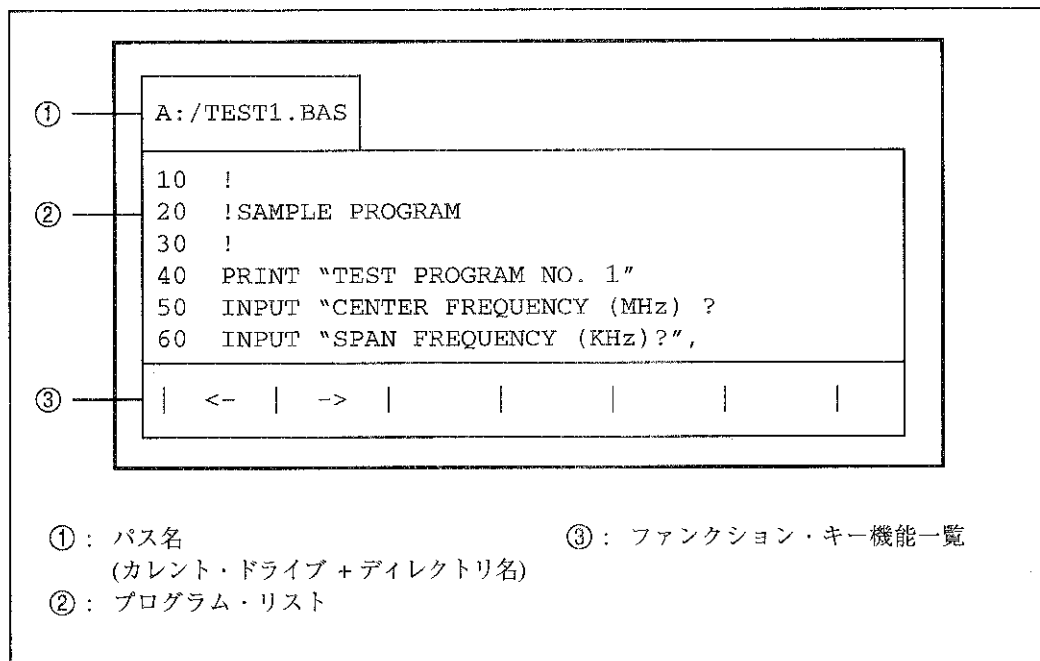 ① A:/TEST1.BAS
10 !
② 20 !SAMPLE PROGRAM
30 !
40 PRINT “TEST PROGRAM NO. 1”
50 INPUT “CENTER FREQUENCY (MHz) ?
60 INPUT “SPAN FREQUENCY (KHz)?”,
③ | <- | -> | | | | |
①： パス名
(カレント・ドライブ + ディレクトリ名)
②： プログラム・リスト
③： ファンクション・キー機能一覧